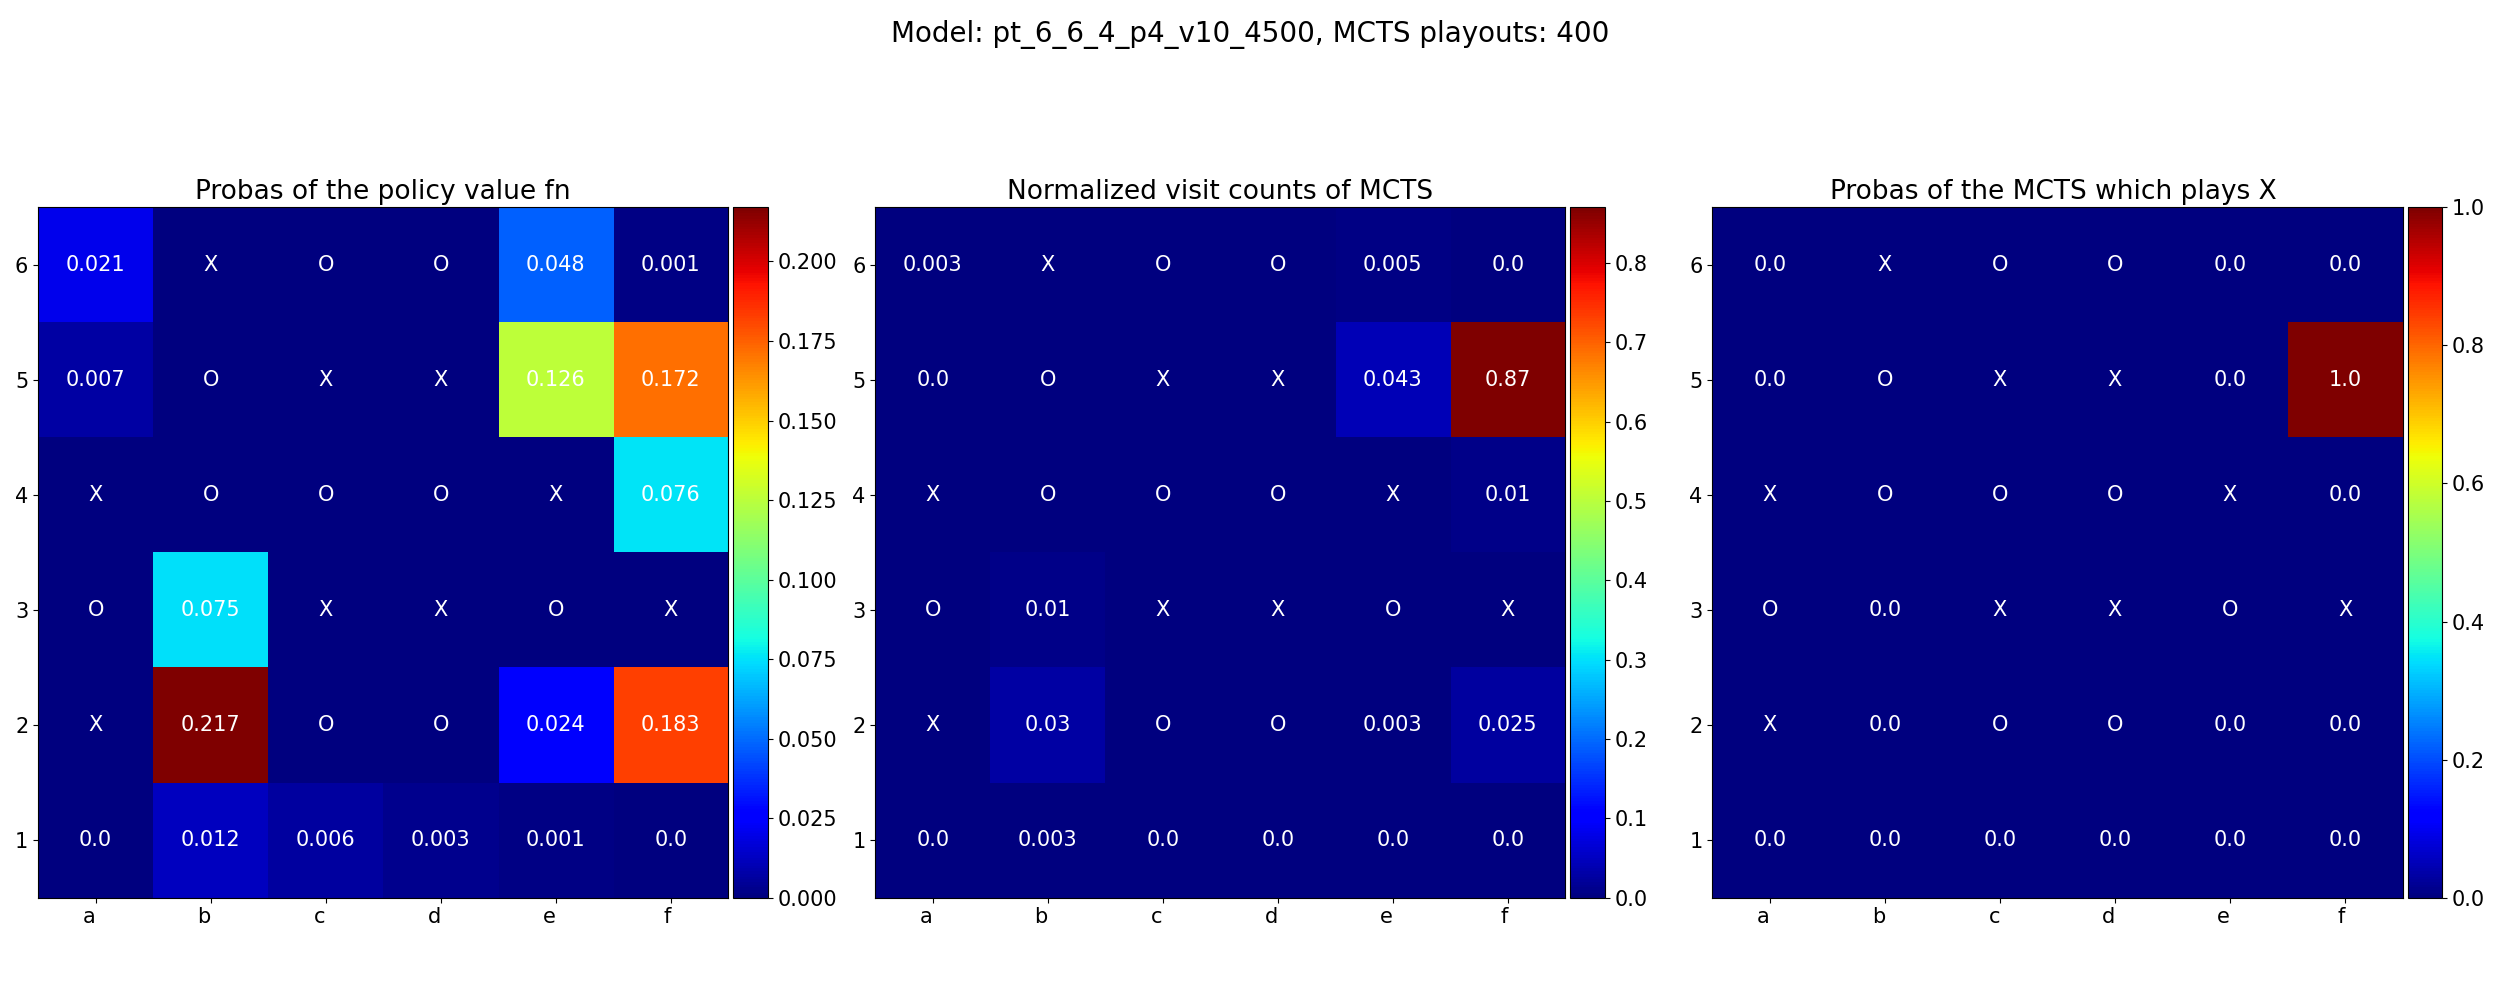 Model: pt_6_6_4_p4_v10_4500, MCTS playouts: 400
Probas of the policy value fn
6 0.021 X O O 0.048 0.001
5 0.007 O X X 0.126 0.172
4 X O O O X 0.076
3 O 0.075 X X O X
2 X 0.217 O O 0.024 0.183
1 0.0 0.012 0.006 0.003 0.001 0.0
a b c d e f
0.200
0.175
0.150
0.125
0.100
0.075
0.050
0.025
0.000
Normalized visit counts of MCTS
6 0.003 X O O 0.005 0.0
5 0.0 O X X 0.043 0.87
4 X O O O X 0.01
3 O 0.01 X X O X
2 X 0.03 O O 0.003 0.025
1 0.0 0.003 0.0 0.0 0.0 0.0
a b c d e f
0.8
0.7
0.6
0.5
0.4
0.3
0.2
0.1
0.0
Probas of the MCTS which plays X
6 0.0 X O O 0.0 0.0
5 0.0 O X X 0.0 1.0
4 X O O O X 0.0
3 O 0.0 X X O X
2 X 0.0 O O 0.0 0.0
1 0.0 0.0 0.0 0.0 0.0 0.0
a b c d e f
1.0
0.8
0.6
0.4
0.2
0.0